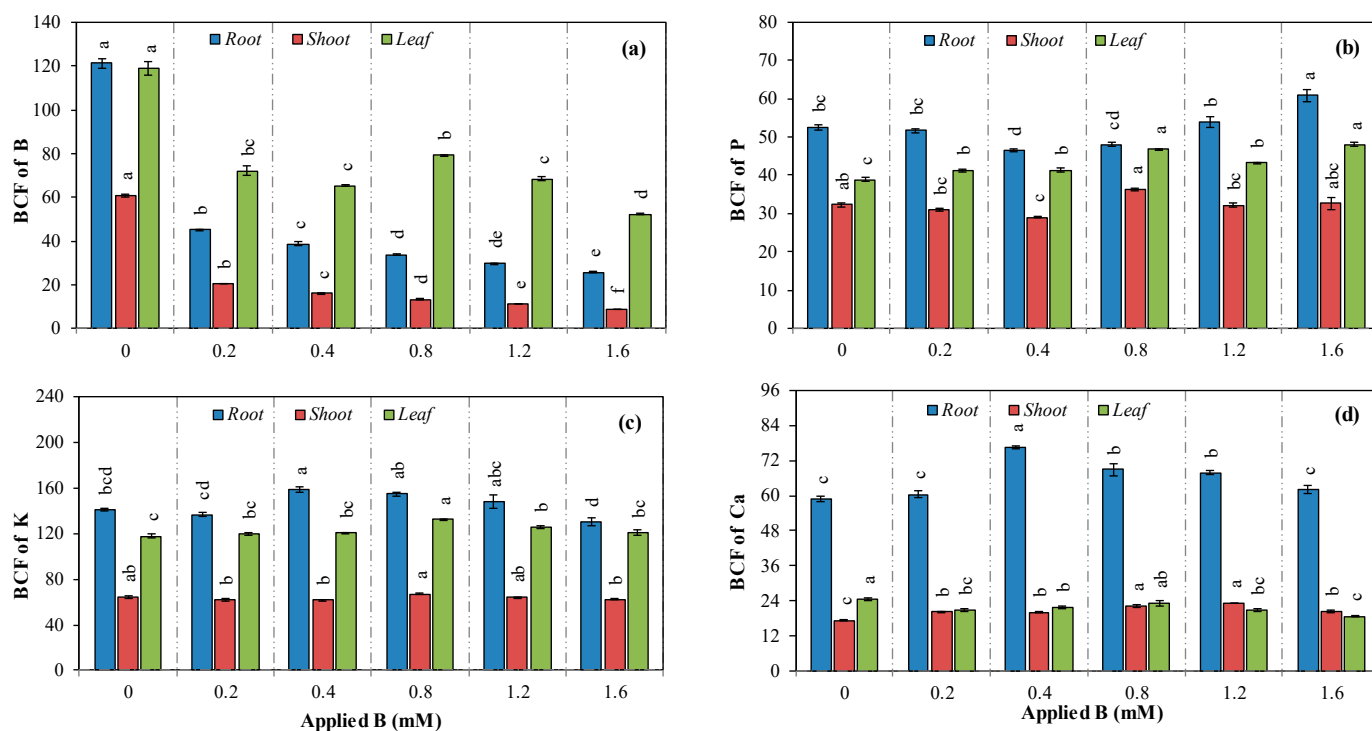 BCF of B
140
120
100
80
60
40
20
0
Root Shoot Leaf
(a)
a a a
b b bc
c c c
d d b
de e c
e f d
0 0.2 0.4 0.8 1.2 1.6
BCF of P
80
70
60
50
40
30
20
10
0
Root Shoot Leaf
(b)
bc ab c
bc bc b
d c b
cd a a
b bc b
a abc a
0 0.2 0.4 0.8 1.2 1.6
BCF of K
240
200
160
120
80
40
0
Root Shoot Leaf
(c)
bcd ab c
cd b bc
a b bc
ab a a
abc ab b
d b bc
0 0.2 0.4 0.8 1.2 1.6
Applied B (mM)
BCF of Ca
96
84
72
60
48
36
24
12
0
Root Shoot Leaf
(d)
c c a
c b bc
a b b
b a ab
b a bc
c b c
0 0.2 0.4 0.8 1.2 1.6
Applied B (mM)